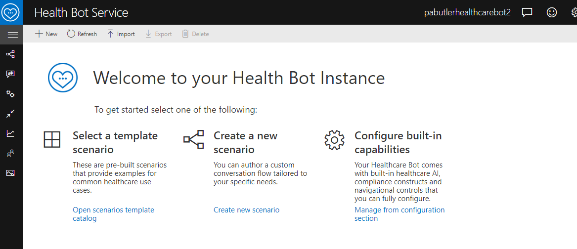 Health Bot Service
pabutlerhealthcarebot2
New Refresh Import Export Delete
Welcome to your Health Bot Instance
To get started select one of the following:
Select a template
scenario
These are pre-built scenarios
that provide examples for
common healthcare use
cases.
Open scenarios template
catalog
Create a new
scenario
You can author a custom
conversation flow tailored to
your specific needs.
Create new scenario
Configure built-in
capabilities
Your Healthcare Bot comes
with built-in healthcare AI,
compliance constructs and
navigational controls that
you can fully configure.
Manage from configuration
section